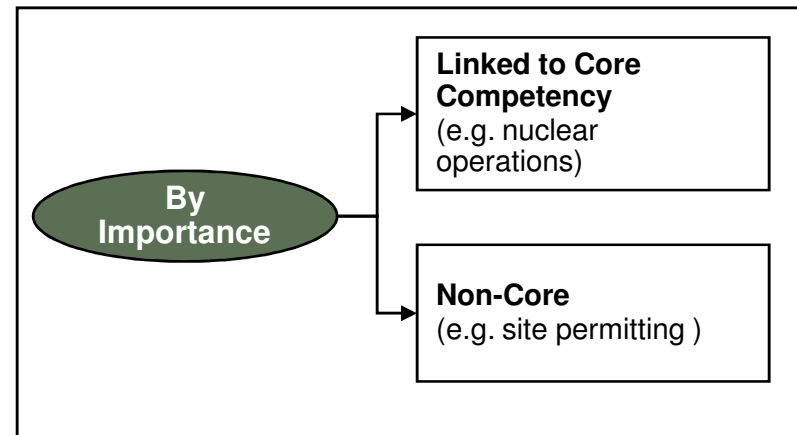 By
Importance
Linked to Core
Competency
(e.g. nuclear
operations)
Non-Core
(e.g. site permitting )